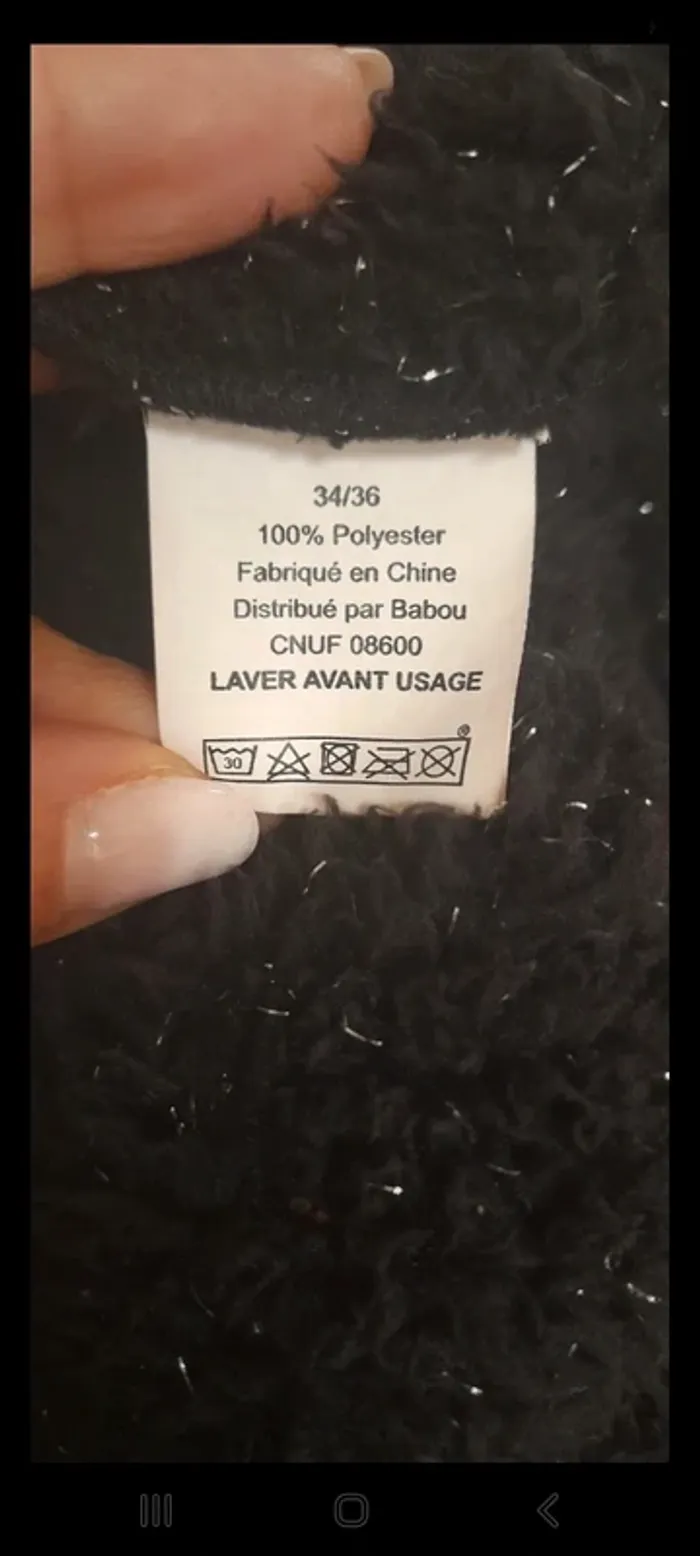 34/36
100% Polyester
Fabriqué en Chine
Distribué par Babou
CNUF 08600
LAVER AVANT USAGE
30
®